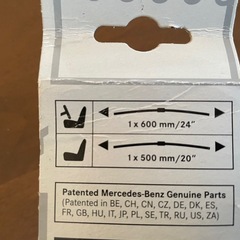 1 x 600 mm/24"
1 x 500 mm/20"
Patented Mercedes-Benz Genuine Parts
(Patented in BE, CH, CN, CZ, DE, DK, ES,
FR, GB, HU, IT, JP, PL, SE, TR, RU, US, ZA)